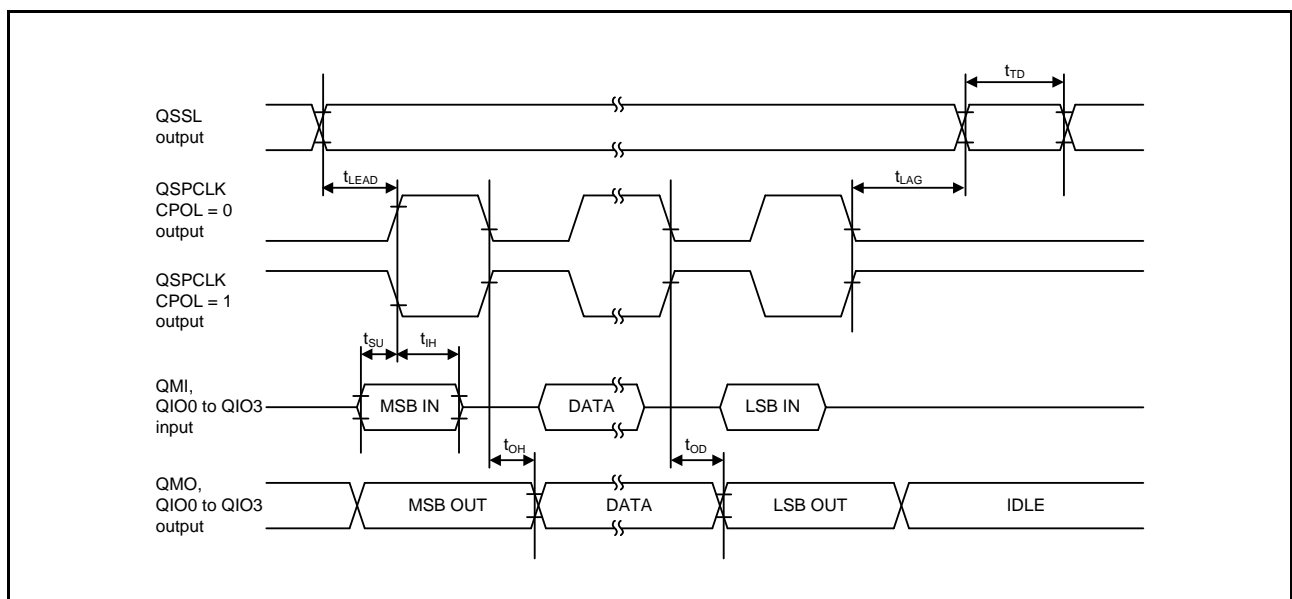 tTD
QSSL
output
tLEAD
tLAG
QSPCLK
CPOL = 0
output
QSPCLK
CPOL = 1
output
tSU
tIH
QMI,
QIO0 to QIO3
input
MSB IN
DATA
LSB IN
tOH
tOD
QMO,
QIO0 to QIO3
output
MSB OUT
DATA
LSB OUT
IDLE